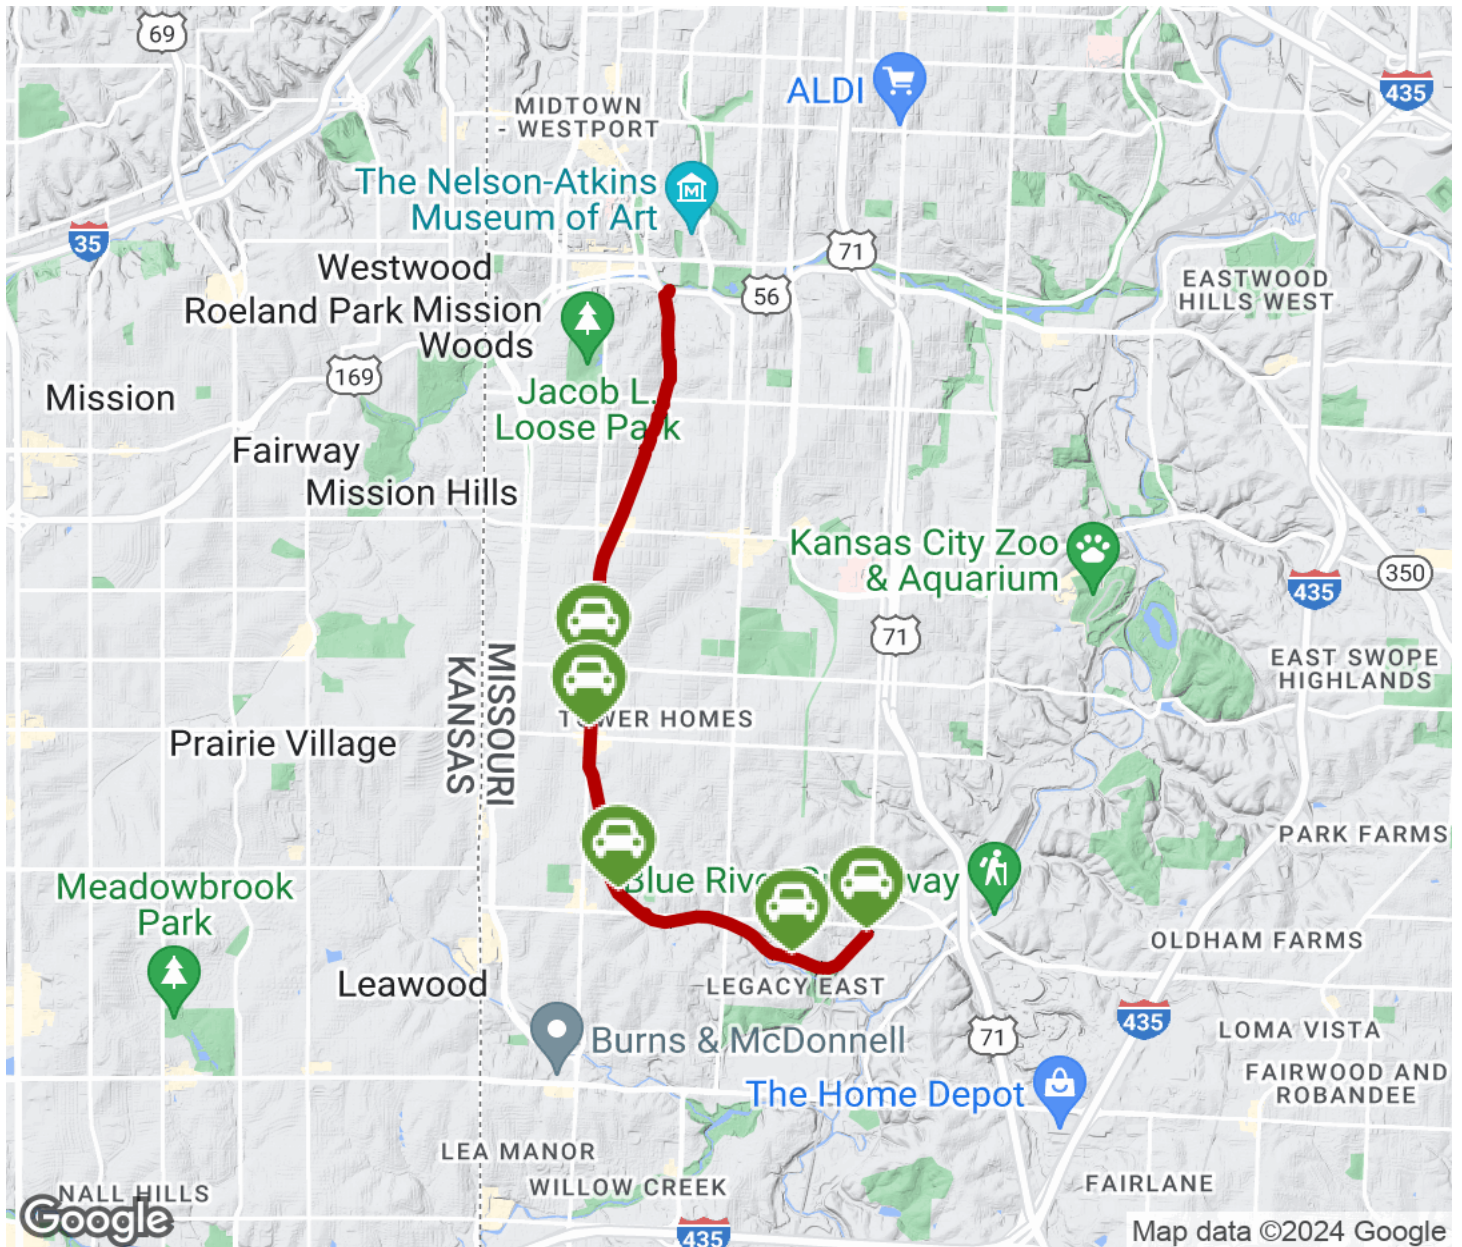 69
MIDTOWN
- WESTPORT
ALDI
435
The Nelson-Atkins
Museum of Art
M
35
71
Westwood
56
EASTWOOD
HILLS WEST
Roeland Park
Mission
Woods
169
Mission
Jacob L.
Loose Park
Fairway
Mission Hills
Kansas City Zoo
& Aquarium
350
435
71
MISSOURI
KANSAS
EAST SWOPE
HIGHLANDS
TOWER HOMES
Prairie Village
PARK FARMS
Meadowbrook
Park
Blue River Greenway
OLDHAM FARMS
Leawood
LEGACY EAST
Burns & McDonnell
71
435
LOMA VISTA
The Home Depot
FAIRWOOD AND
ROBANDEE
LEA MANOR
WILLOW CREEK
FAIRLANE
NALL HILLS
Google
435
Map data ©2024 Google